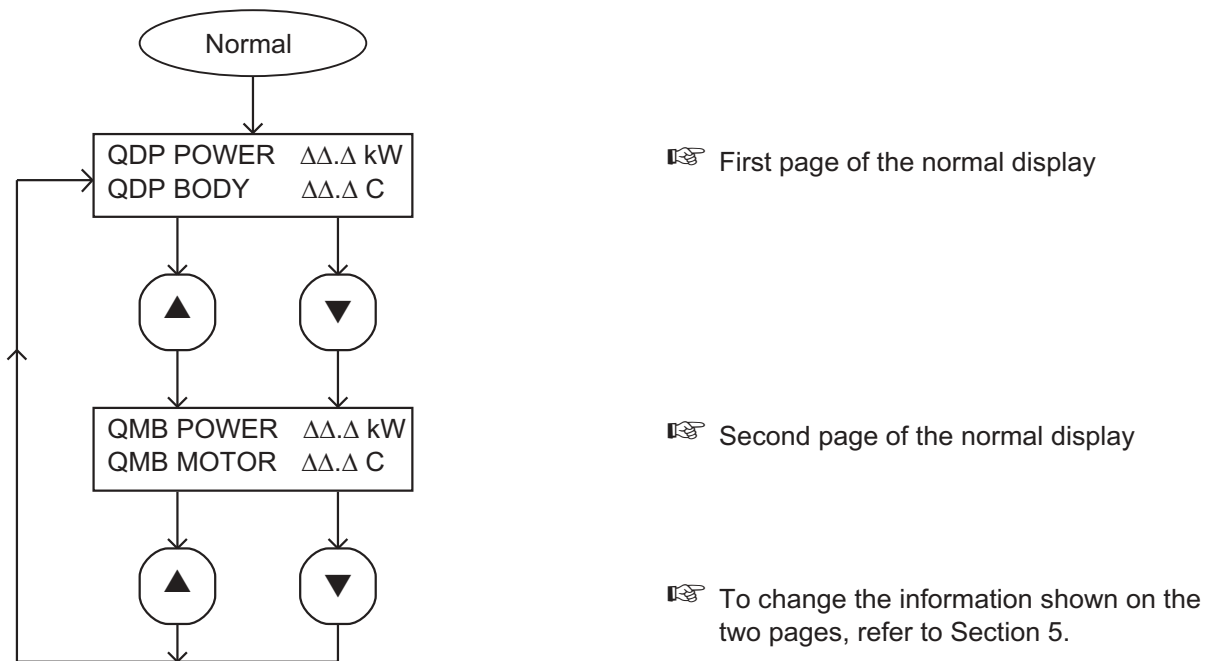 Normal
QDP POWER ΔΔ.Δ kW
QDP BODY ΔΔ.Δ C
☞ First page of the normal display
▲ ▼
QMB POWER ΔΔ.Δ kW
QMB MOTOR ΔΔ.Δ C
☞ Second page of the normal display
▲ ▼
☞ To change the information shown on the
two pages, refer to Section 5.